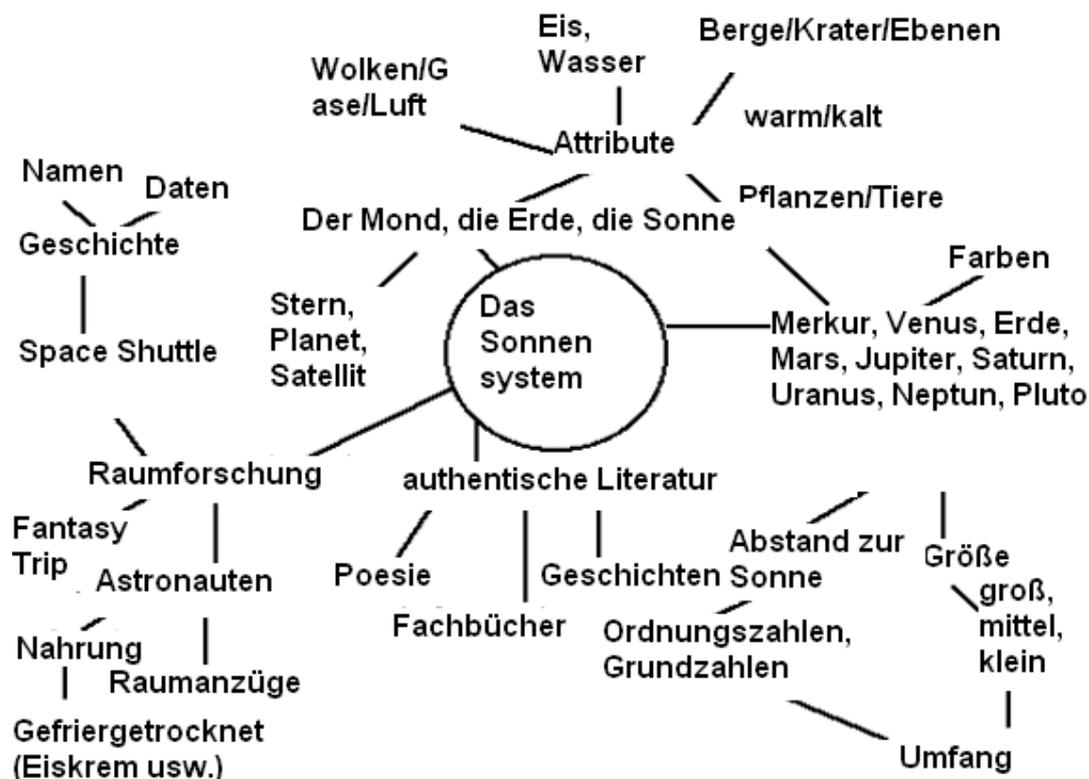 Eis,
Wasser
Berge/Krater/Ebenen
Wolken/G
ase/Luft
warm/kalt
Attribute
Namen
Daten
Pflanzen/Tiere
Der Mond, die Erde, die Sonne
Geschichte
Farben
Stern,
Planet,
Satellit
Das
Sonnen
system
Merkur, Venus, Erde,
Mars, Jupiter, Saturn,
Uranus, Neptun, Pluto
Space Shuttle
Raumforschung
authentische Literatur
Fantasy
Trip
Astronauten
Poesie
Geschichten
Abstand zur
Sonne
Größe
groß,
mittel,
klein
Fachbücher
Ordnungszahlen,
Grundzahlen
Nahrung
Raumanzüge
Gefriergetrocknet
(Eiskrem usw.)
Umfang